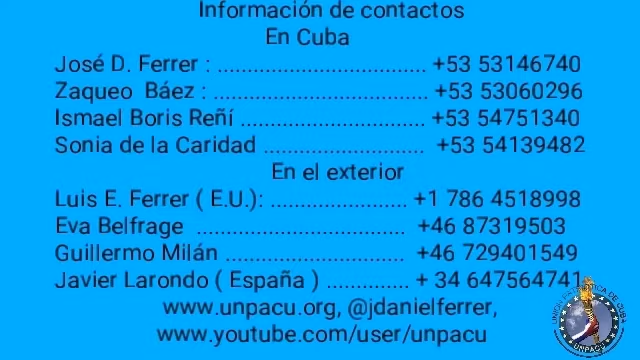 Información de contactos
En Cuba
José D. Ferrer : ................................... +53 53146740
Zaqueo Báez : .................................... +53 53060296
Ismael Boris Reñí ............................... +53 54751340
Sonia de la Caridad ........................... +53 54139482
En el exterior
Luis E. Ferrer ( E.U.): ....................... +1 786 4518998
Eva Belfrage ................................... +46 87319503
Guillermo Milán .............................. +46 729401549
Javier Larondo ( España ) .............. + 34 647564741
www.unpacu.org, @jdanielferrer,
www.youtube.com/user/unpacu
UNPACU